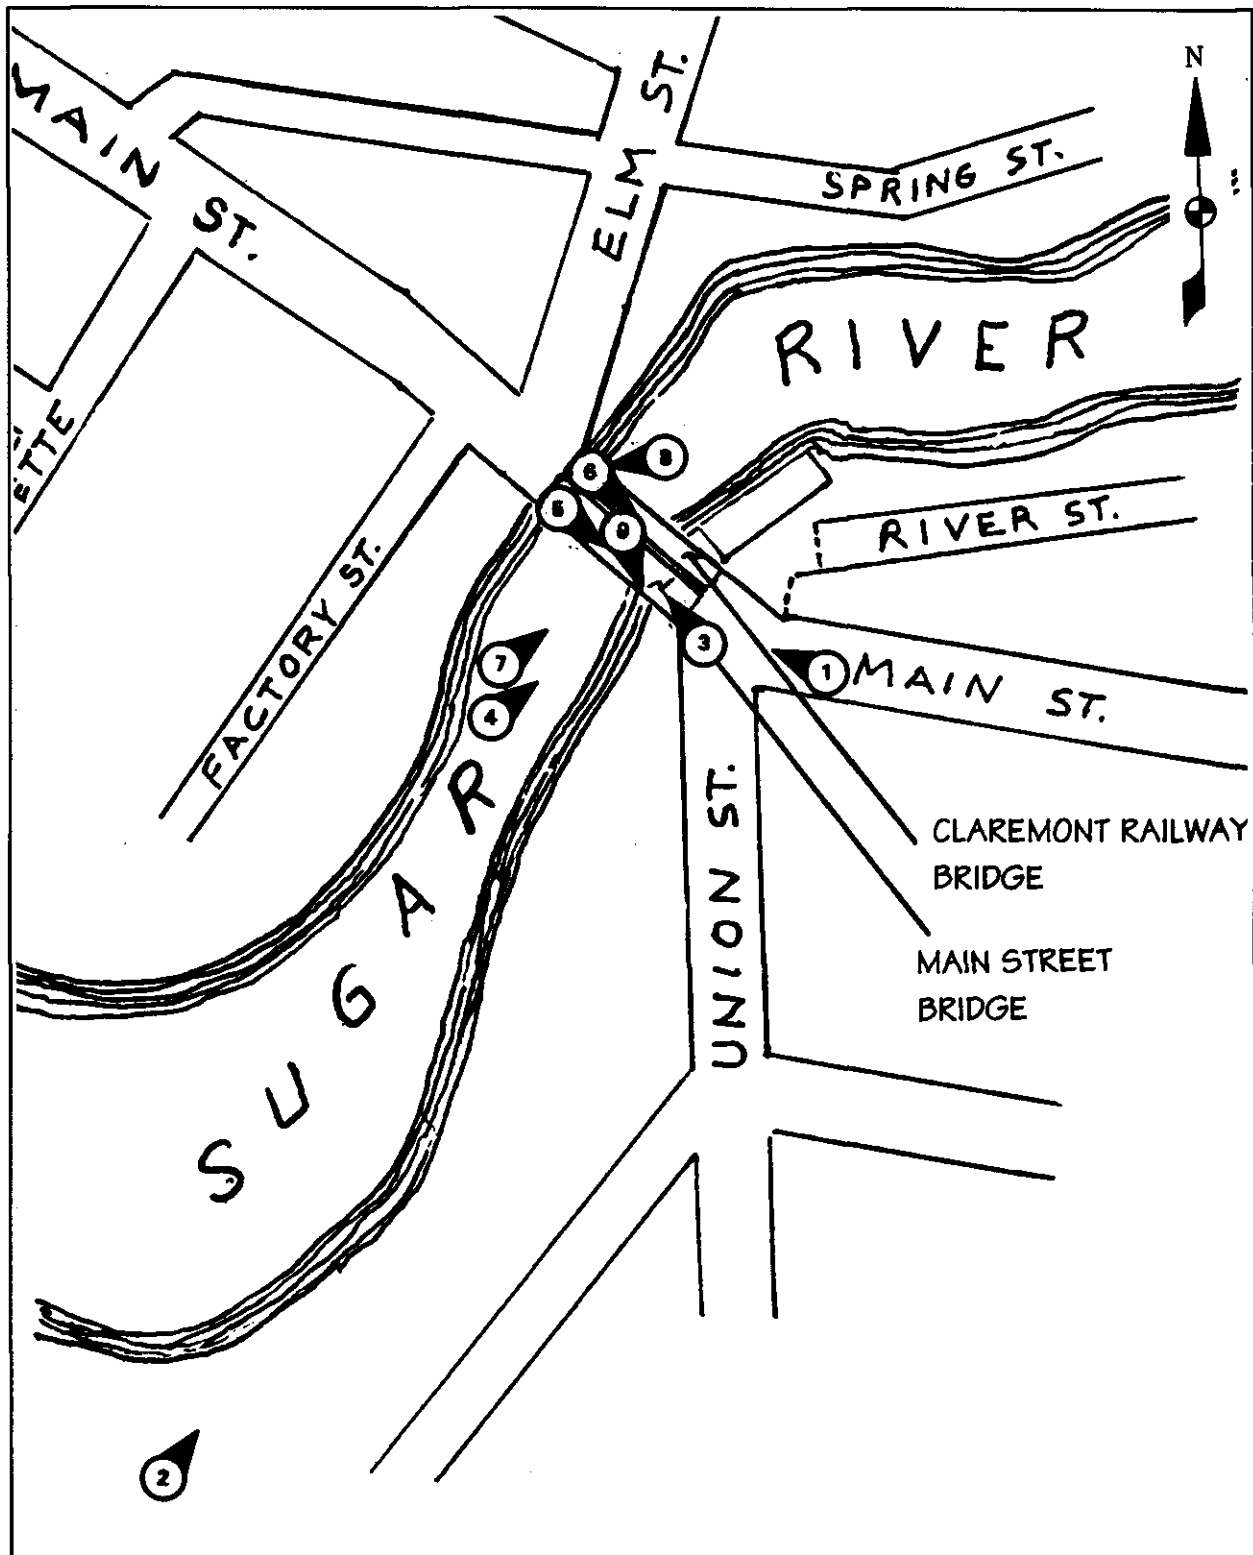 MAIN ST.
ELM ST.
N
SPRING ST.
RIVER
ETTE
6
8
5
9
RIVER ST.
FACTORY ST.
7
3
1
MAIN ST.
4
SUGAR
UNION ST.
CLAREMONT RAILWAY
BRIDGE
MAIN STREET
BRIDGE
2